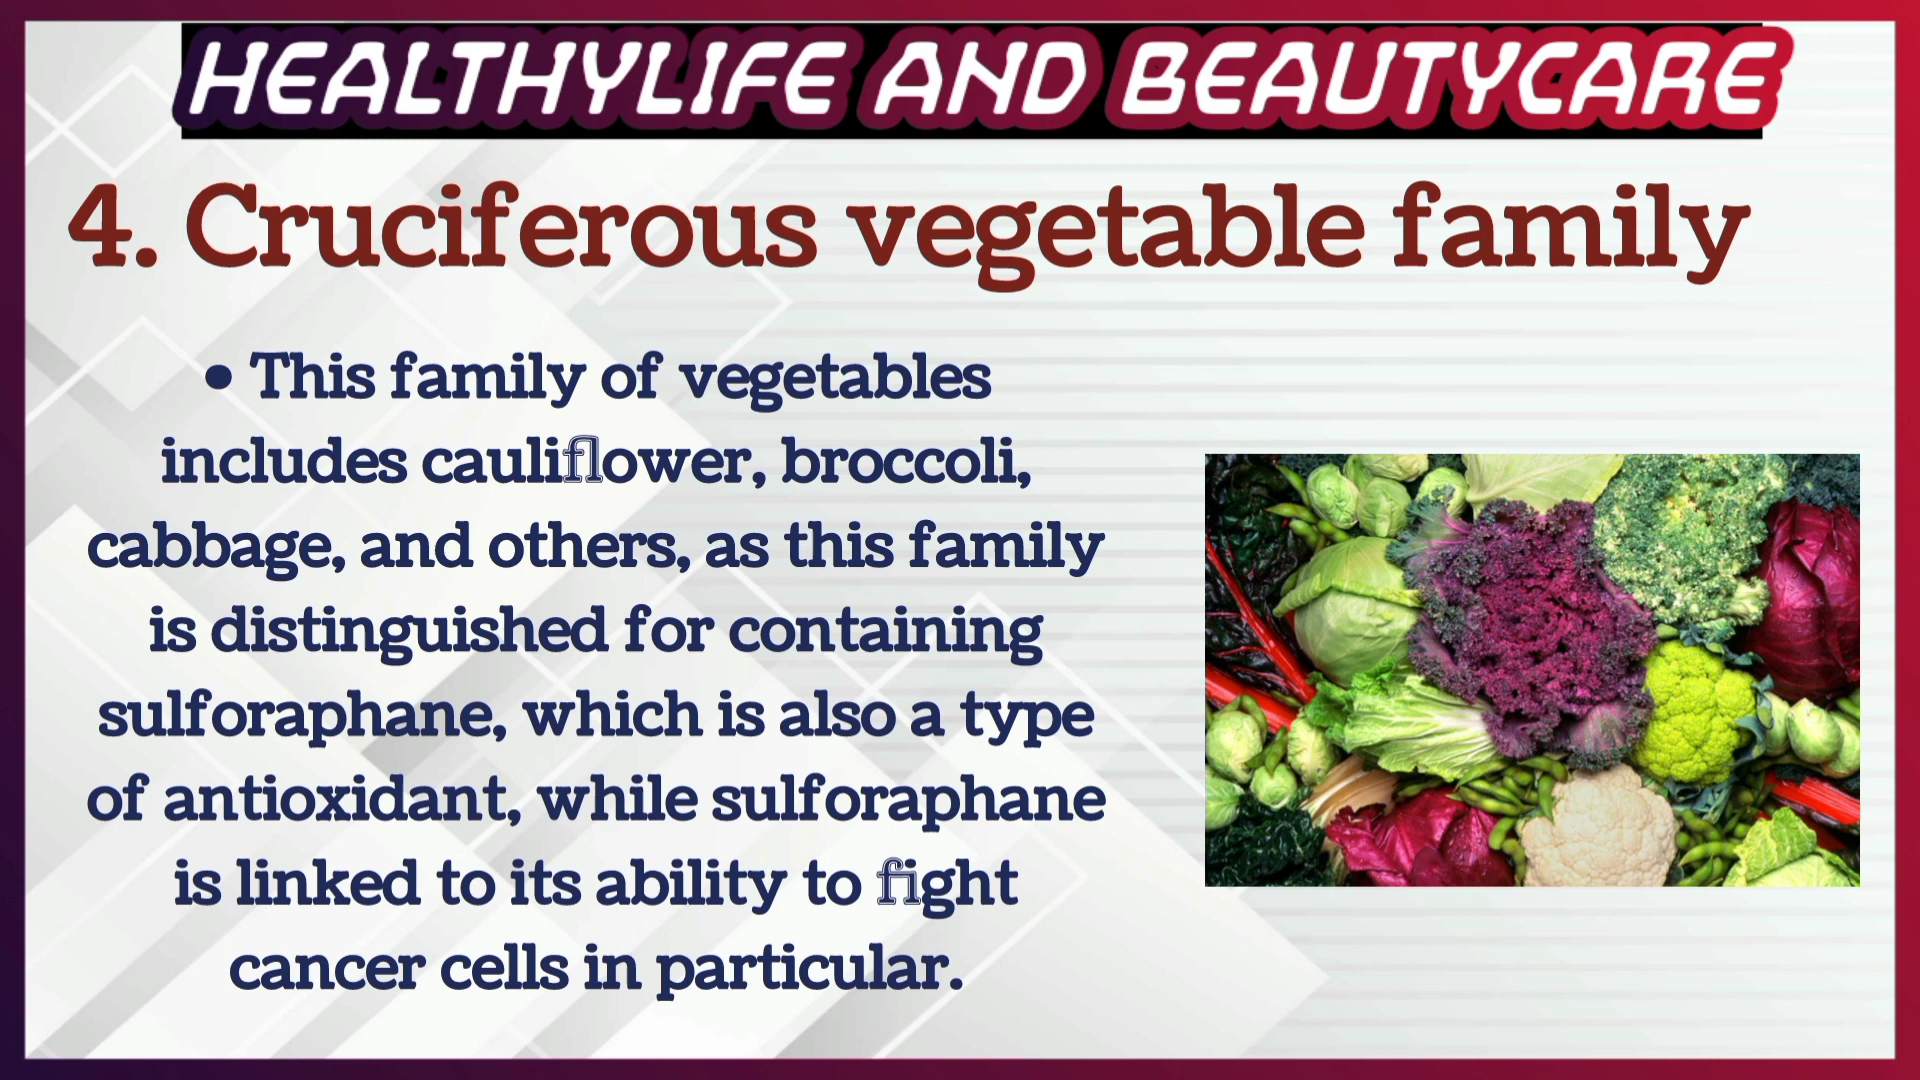 HEALTHYLIFE AND BEAUTYCARE
4. Cruciferous vegetable family
• This family of vegetables
includes cauliflower, broccoli,
cabbage, and others, as this family
is distinguished for containing
sulforaphane, which is also a type
of antioxidant, while sulforaphane
is linked to its ability to fight
cancer cells in particular.